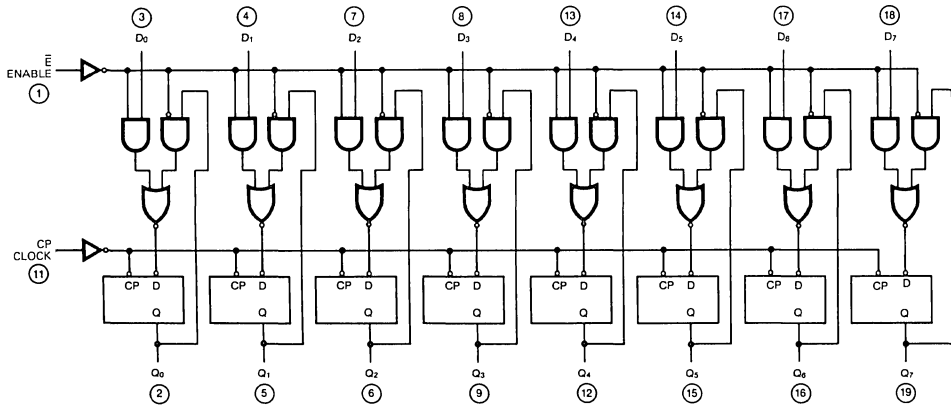 3 4 7 8 13 14 17 18
D0 D1 D2 D3 D4 D5 D6 D7
E
ENABLE
1
CP
CLOCK
11
CP D CP D CP D CP D CP D CP D CP D CP D
Q Q Q Q Q Q Q Q
Q0 Q1 Q2 Q3 Q4 Q5 Q6 Q7
2 5 6 9 12 15 16 19